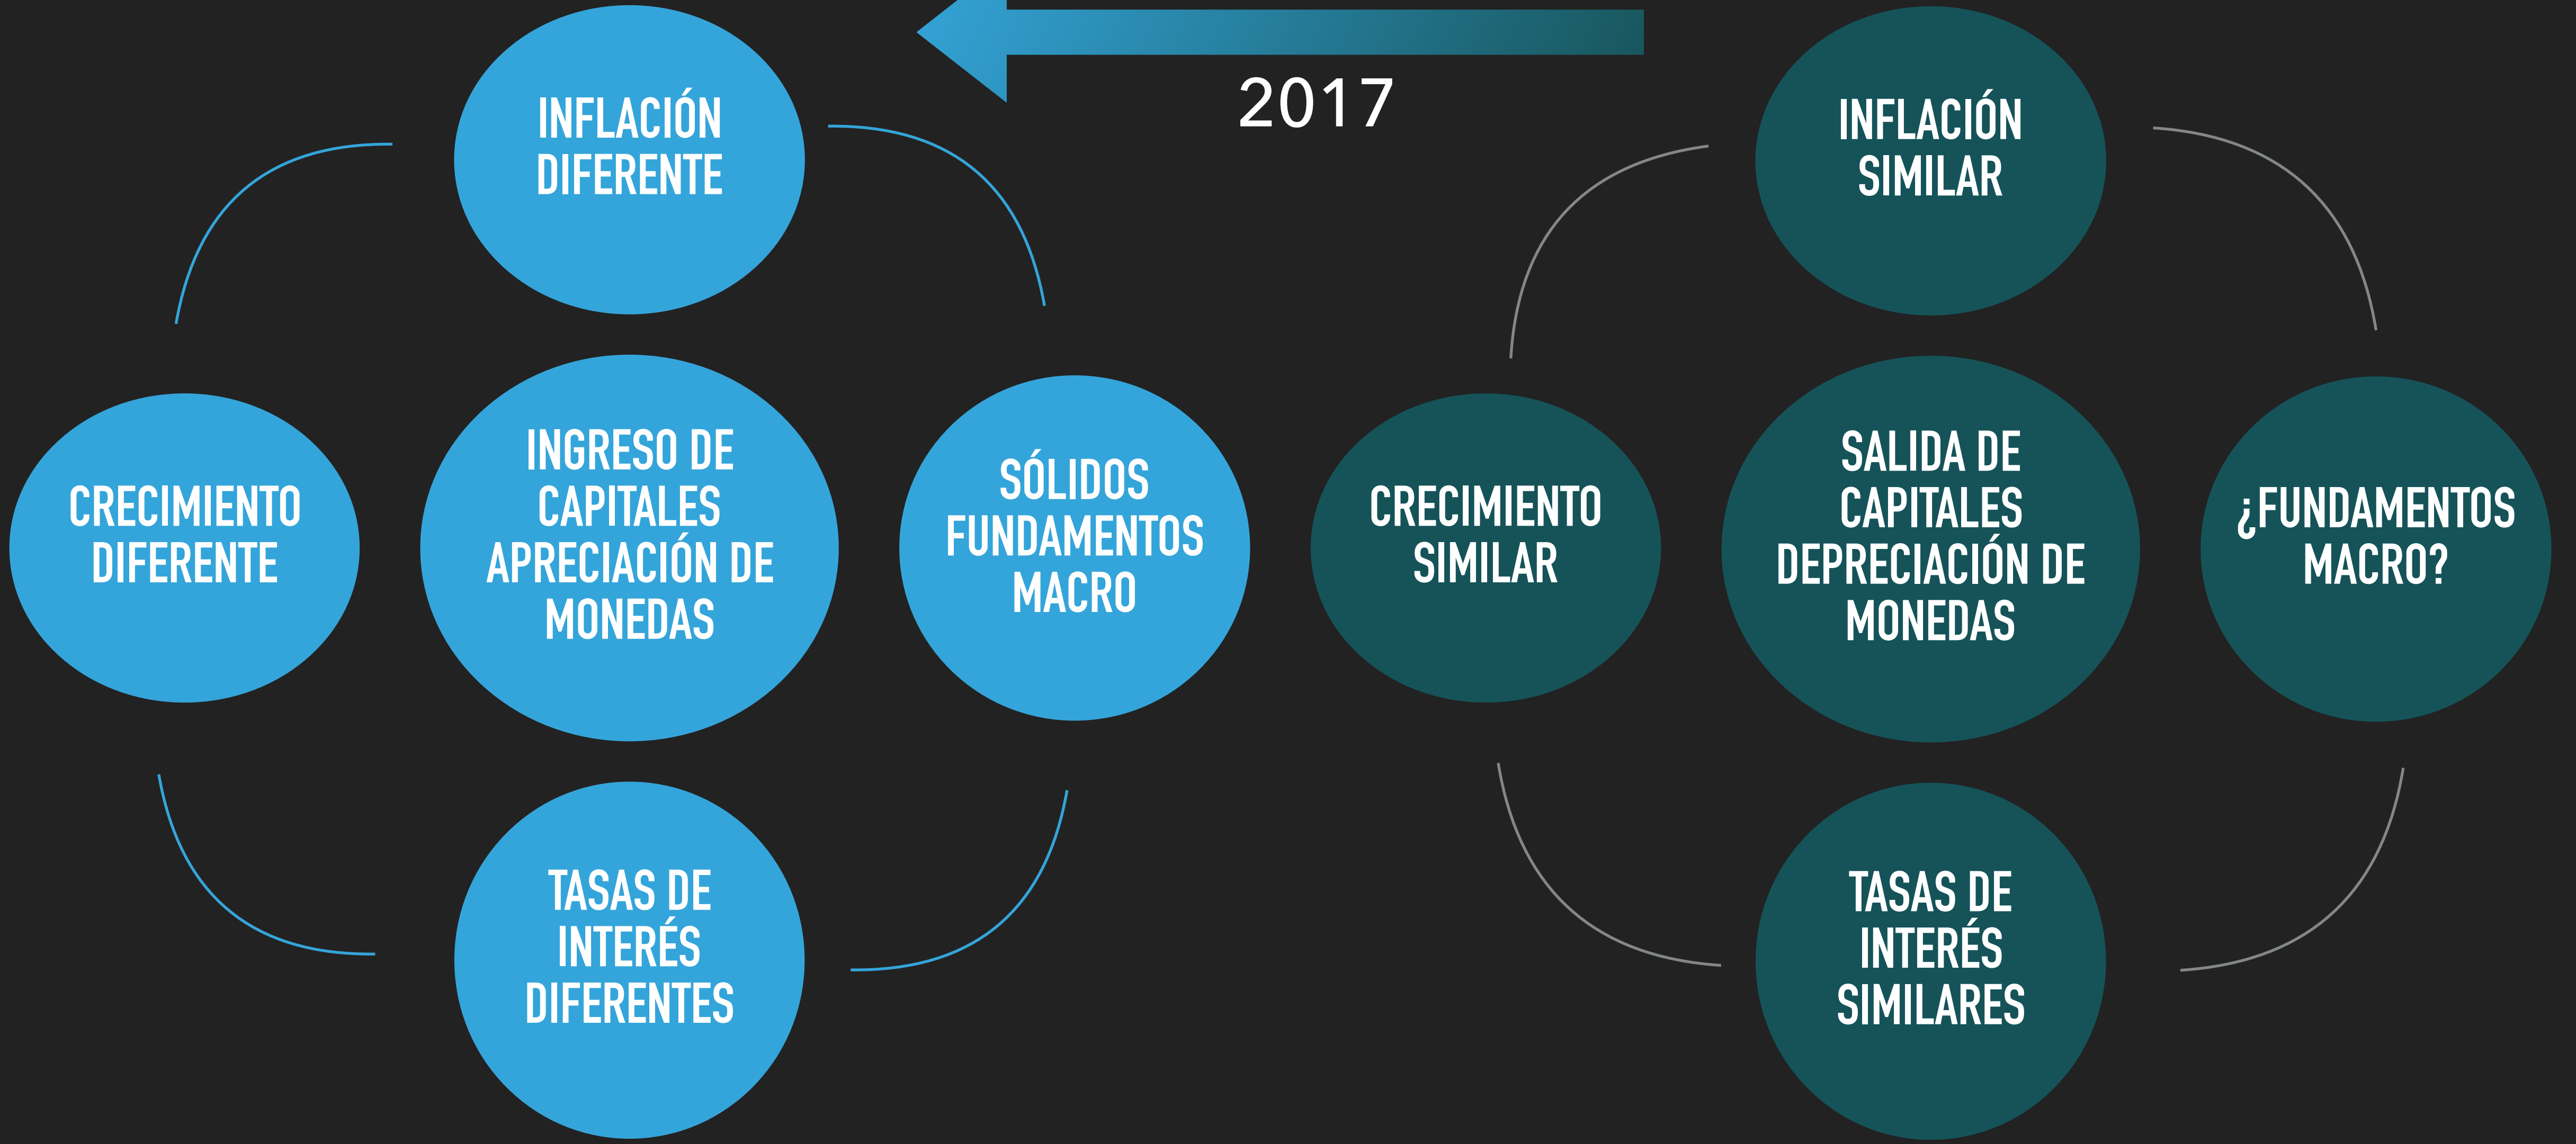 2017
INFLACIÓN
DIFERENTE
CRECIMIENTO
DIFERENTE
INGRESO DE
CAPITALES
APRECIACIÓN DE
MONEDAS
SÓLIDOS
FUNDAMENTOS
MACRO
TASAS DE
INTERÉS
DIFERENTES
INFLACIÓN
SIMILAR
CRECIMIENTO
SIMILAR
SALIDA DE
CAPITALES
DEPRECIACIÓN DE
MONEDAS
¿FUNDAMENTOS
MACRO?
TASAS DE
INTERÉS
SIMILARES